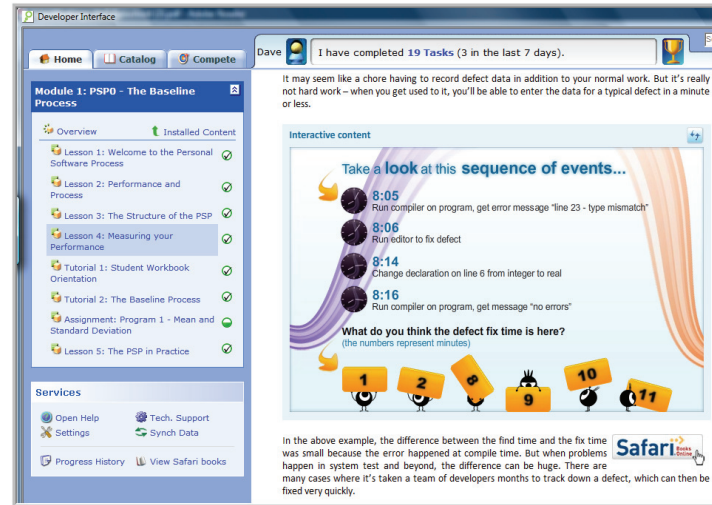 Developer Interface
Home
Catalog
Compete
Dave
I have completed 19 Tasks (3 in the last 7 days).
Module 1: PSP0 - The Baseline
Process
Overview
Installed Content
Lesson 1: Welcome to the Personal
Software Process
Lesson 2: Performance and
Process
Lesson 3: The Structure of the PSP
Lesson 4: Measuring your
Performance
Tutorial 1: Student Workbook
Orientation
Tutorial 2: The Baseline Process
Assignment: Program 1 - Mean and
Standard Deviation
Lesson 5: The PSP in Practice
Services
Open Help
Tech. Support
Settings
Synch Data
Progress History
View Safari books
It may seem like a chore having to record defect data in addition to your normal work. But it's really
not hard work – when you get used to it, you'll be able to enter the data for a typical defect in a minute
or less.
Interactive content
Take a look at this sequence of events...
8:05
Run compiler on program, get error message "line 23 - type mismatch"
8:06
Run editor to fix defect
8:14
Change declaration on line 6 from integer to real
8:16
Run compiler on program, get message "no errors"
What do you think the defect fix time is here?
(the numbers represent minutes)
1
2
8
9
10
11
In the above example, the difference between the find time and the fix time
was small because the error happened at compile time. But when problems
happen in system test and beyond, the difference can be huge. There are
many cases where it's taken a team of developers months to track down a defect, which can then be
fixed very quickly.
Safari Books Online